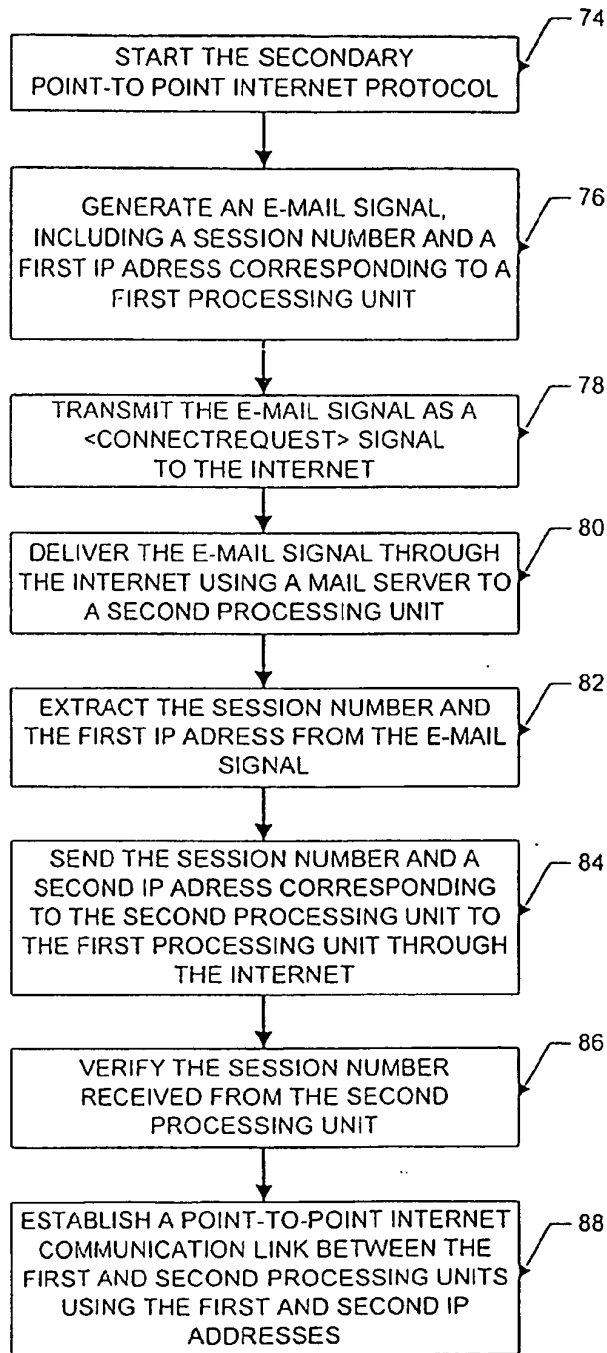 74
START THE SECONDARY
POINT-TO POINT INTERNET PROTOCOL
76
GENERATE AN E-MAIL SIGNAL,
INCLUDING A SESSION NUMBER AND A
FIRST IP ADRESS CORRESPONDING TO A
FIRST PROCESSING UNIT
78
TRANSMIT THE E-MAIL SIGNAL AS A
<CONNECTREQUEST> SIGNAL
TO THE INTERNET
80
DELIVER THE E-MAIL SIGNAL THROUGH
THE INTERNET USING A MAIL SERVER TO
A SECOND PROCESSING UNIT
82
EXTRACT THE SESSION NUMBER AND
THE FIRST IP ADRESS FROM THE E-MAIL
SIGNAL
84
SEND THE SESSION NUMBER AND A
SECOND IP ADRESS CORRESPONDING
TO THE SECOND PROCESSING UNIT TO
THE FIRST PROCESSING UNIT THROUGH
THE INTERNET
86
VERIFY THE SESSION NUMBER
RECEIVED FROM THE SECOND
PROCESSING UNIT
88
ESTABLISH A POINT-TO-POINT INTERNET
COMMUNICATION LINK BETWEEN THE
FIRST AND SECOND PROCESSING UNITS
USING THE FIRST AND SECOND IP
ADDRESSES